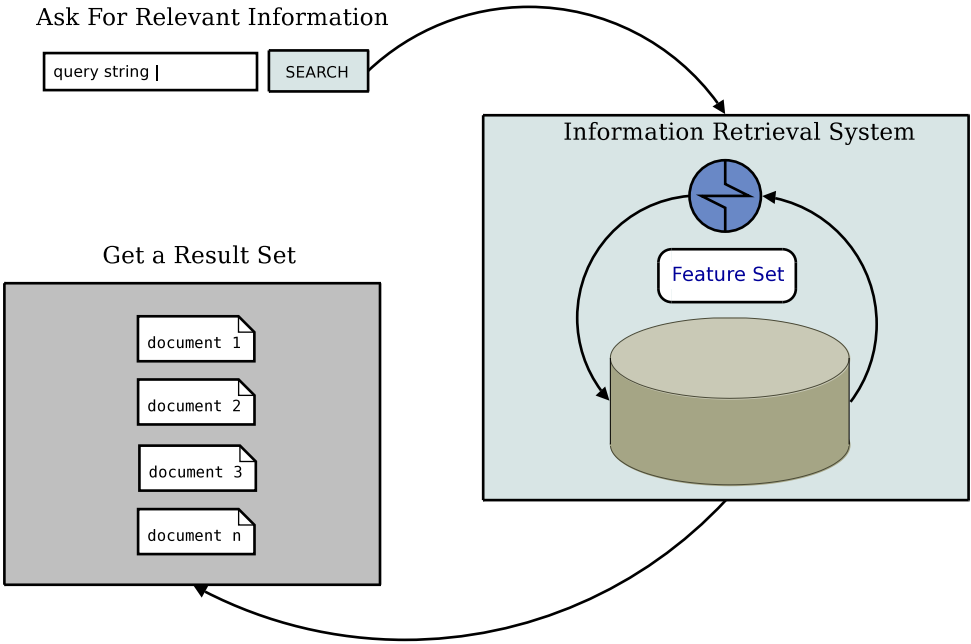 Ask For Relevant Information
query string |
SEARCH
Information Retrieval System
Feature Set
Get a Result Set
document 1
document 2
document 3
document n